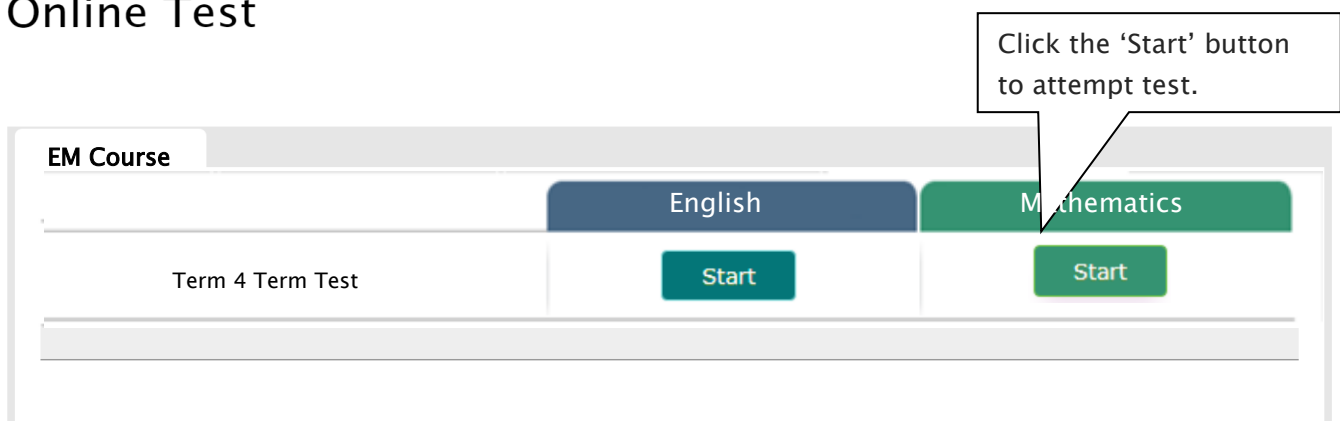 Online Test
Click the ‘Start’ button
to attempt test.
EM Course
English
Mathematics
Term 4 Term Test
Start
Start